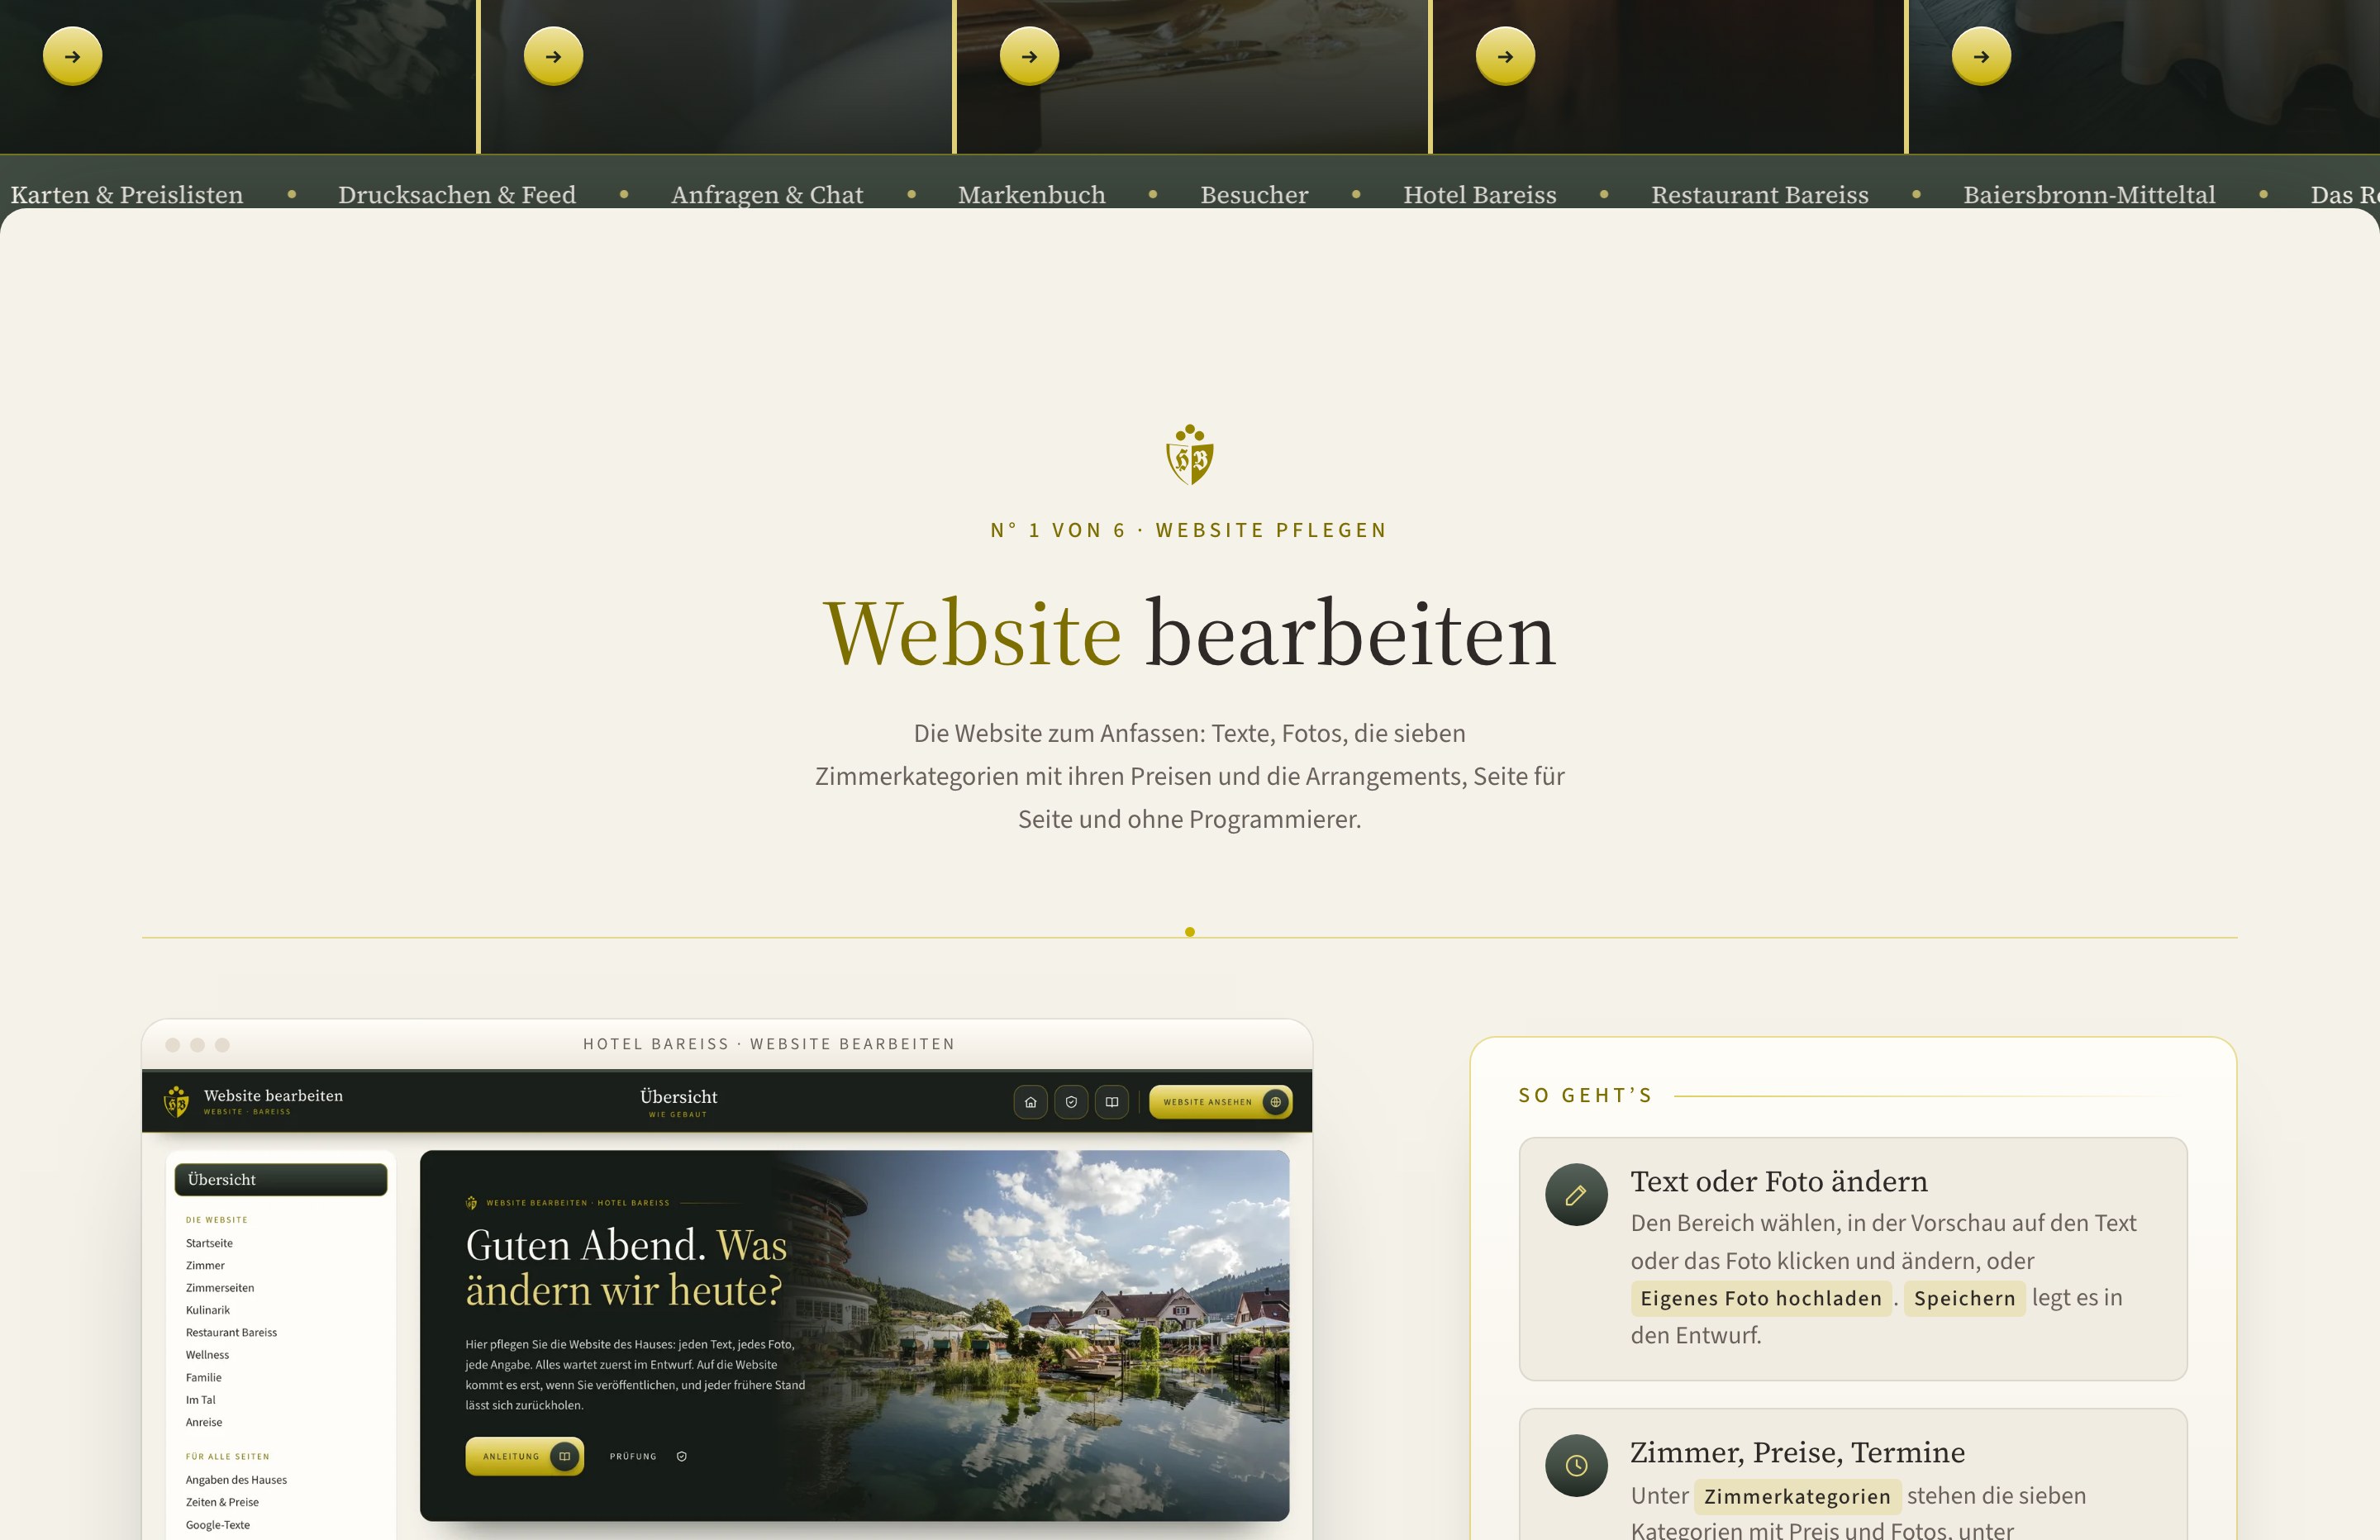 Karten & Preislisten • Drucksachen & Feed • Anfragen & Chat • Markenbuch • Besucher • Hotel Bareiss • Restaurant Bareiss • Baiersbronn-Mitteltal • Das
HB
N° 1 VON 6 · WEBSITE PFLEGEN
Website bearbeiten
Die Website zum Anfassen: Texte, Fotos, die sieben
Zimmerkategorien mit ihren Preisen und die Arrangements, Seite für
Seite und ohne Programmierer.
HOTEL BAREISS · WEBSITE BEARBEITEN
Website bearbeiten
WEBSITE · BAREISS
Übersicht
WIE GEBAUT
WEBSITE ANSEHEN
Übersicht
DIE WEBSITE
Startseite
Zimmer
Zimmerseiten
Kulinarik
Restaurant Bareiss
Wellness
Familie
Im Tal
Anreise
FÜR ALLE SEITEN
Angaben des Hauses
Zeiten & Preise
Google-Texte
WEBSITE BEARBEITEN · HOTEL BAREISS
Guten Abend. Was
ändern wir heute?
Hier pflegen Sie die Website des Hauses: jeden Text, jedes Foto,
jede Angabe. Alles wartet zuerst im Entwurf. Auf die Website
kommt es erst, wenn Sie veröffentlichen, und jeder frühere Stand
lässt sich zurückholen.
ANLEITUNG
PRÜFUNG
SO GEHT’S
Text oder Foto ändern
Den Bereich wählen, in der Vorschau auf den Text
oder das Foto klicken und ändern, oder
Eigenes Foto hochladen . Speichern legt es in
den Entwurf.
Zimmer, Preise, Termine
Unter Zimmerkategorien stehen die sieben
Kategorien mit Preis und Fotos, unter